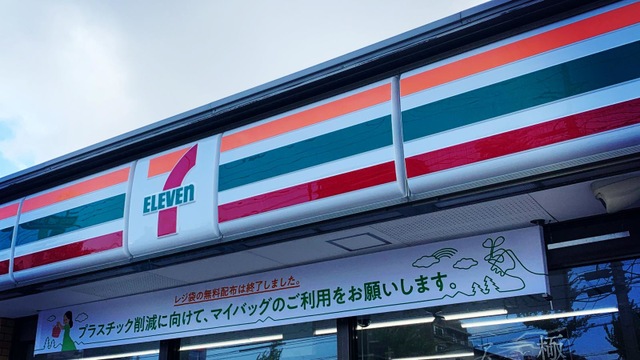 7
ELEVEn
レジ袋の無料配布は終了しました。
プラスチック削減に向けて、マイバッグのご利用をお願いします。